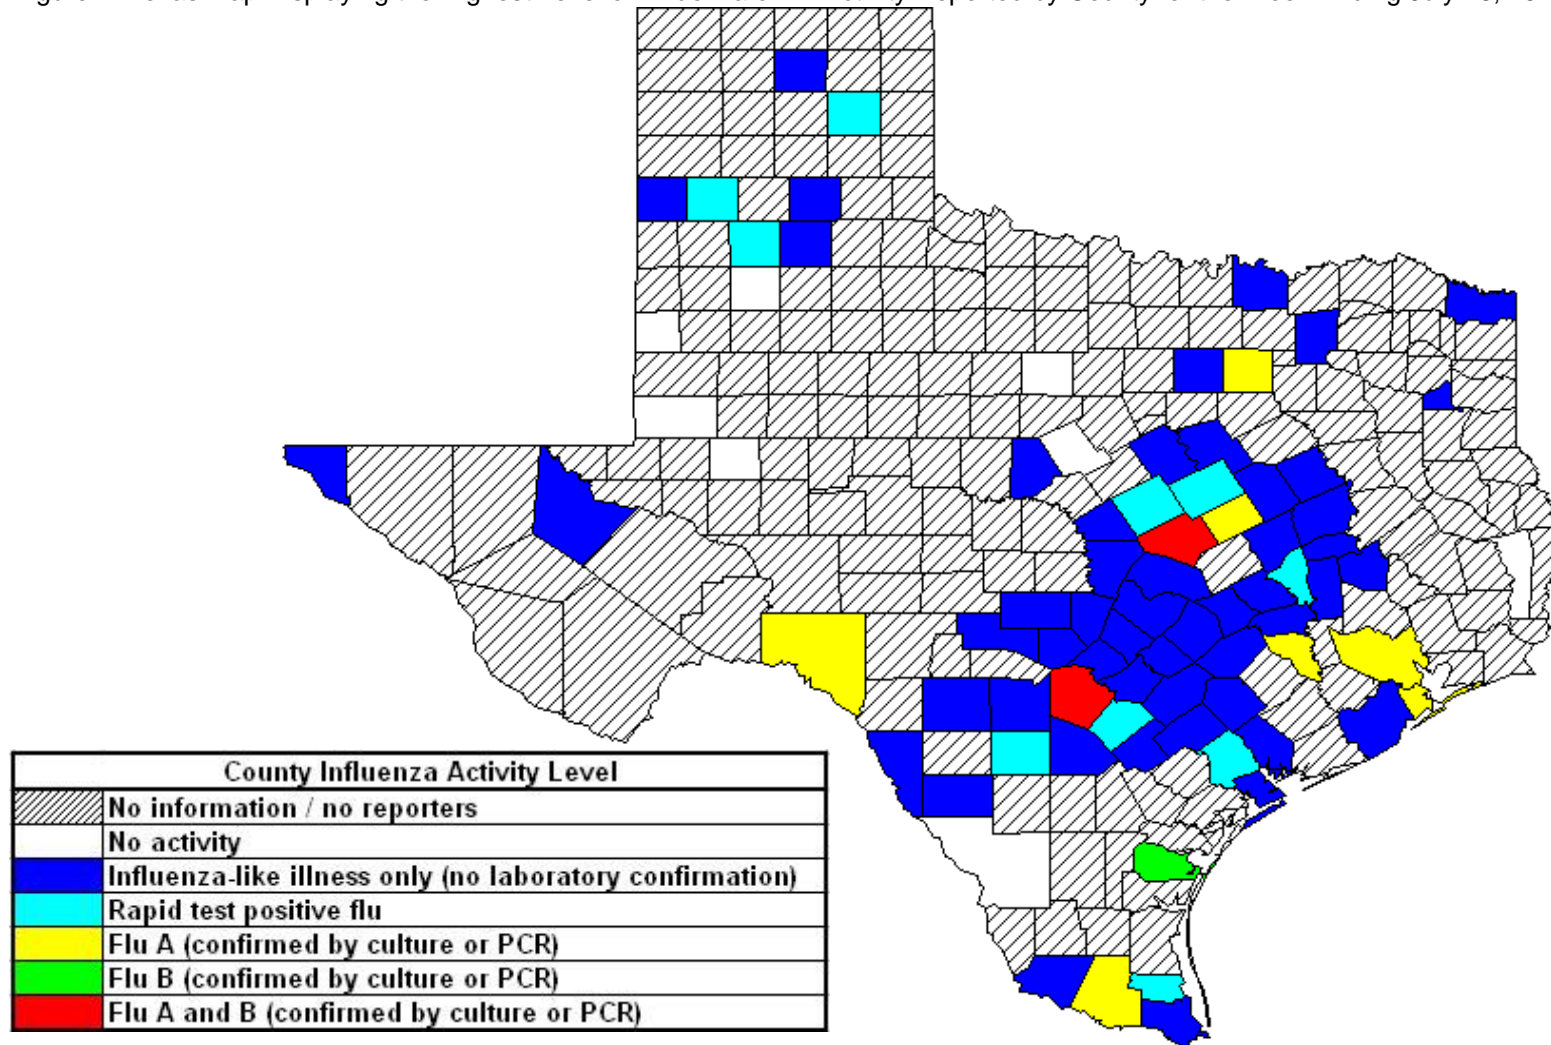 County Influenza Activity Level
No information / no reporters
No activity
Influenza-like illness only (no laboratory confirmation)
Rapid test positive flu
Flu A (confirmed by culture or PCR)
Flu B (confirmed by culture or PCR)
Flu A and B (confirmed by culture or PCR)